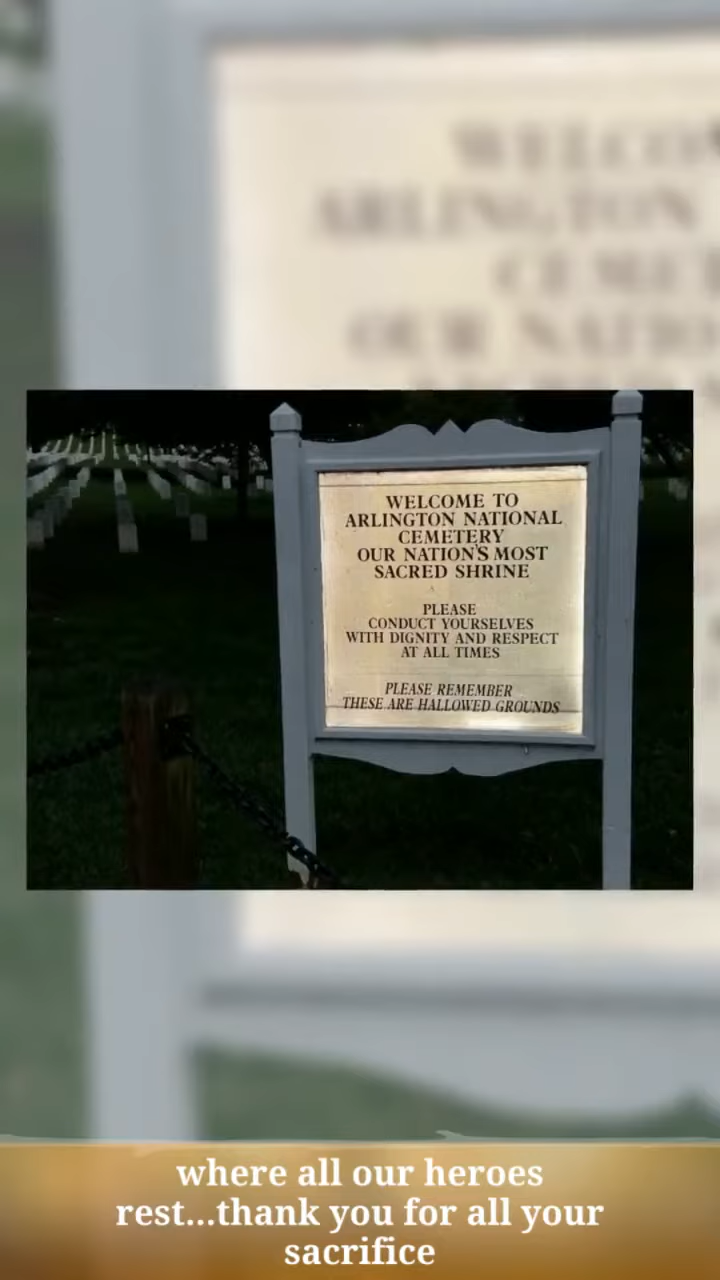 WELCOME TO
ARLINGTON NATIONAL
CEMETERY
OUR NATION'S MOST
SACRED SHRINE
PLEASE
CONDUCT YOURSELVES
WITH DIGNITY AND RESPECT
AT ALL TIMES
PLEASE REMEMBER
THESE ARE HALLOWED GROUNDS
where all our heroes
rest...thank you for all your
sacrifice